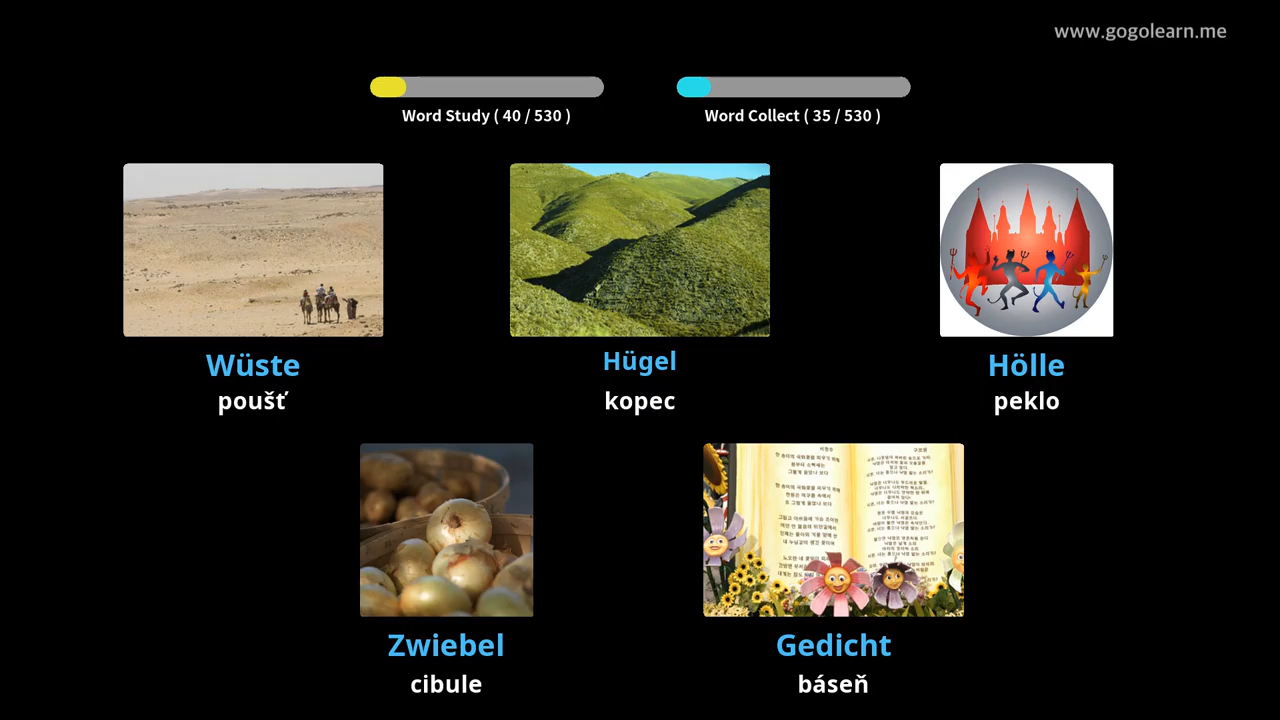 www.gogolearn.me
Word Study ( 40 / 530 )
Word Collect ( 35 / 530 )
Wüste
poušť
Hügel
kopec
Hölle
peklo
Zwiebel
cibule
Gedicht
báseň